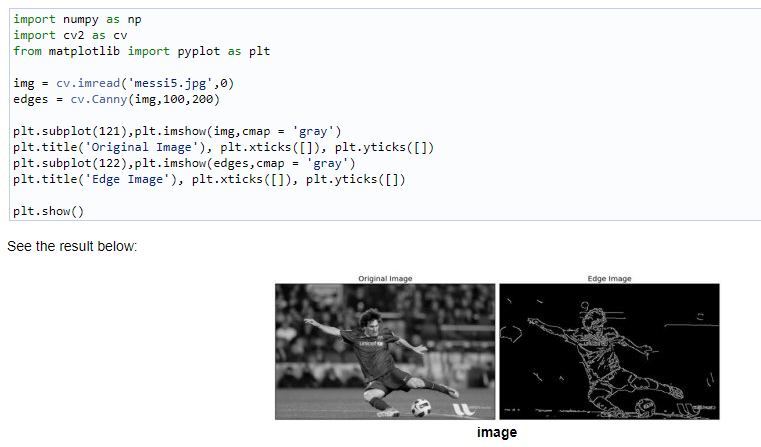 import numpy as np
import cv2 as cv
from matplotlib import pyplot as plt
img = cv.imread('messi5.jpg',0)
edges = cv.Canny(img,100,200)
plt.subplot(121),plt.imshow(img,cmap = 'gray')
plt.title('Original Image'), plt.xticks([]), plt.yticks([])
plt.subplot(122),plt.imshow(edges,cmap = 'gray')
plt.title('Edge Image'), plt.xticks([]), plt.yticks([])
plt.show()
See the result below:
Original Image
Edge Image
unicef
image